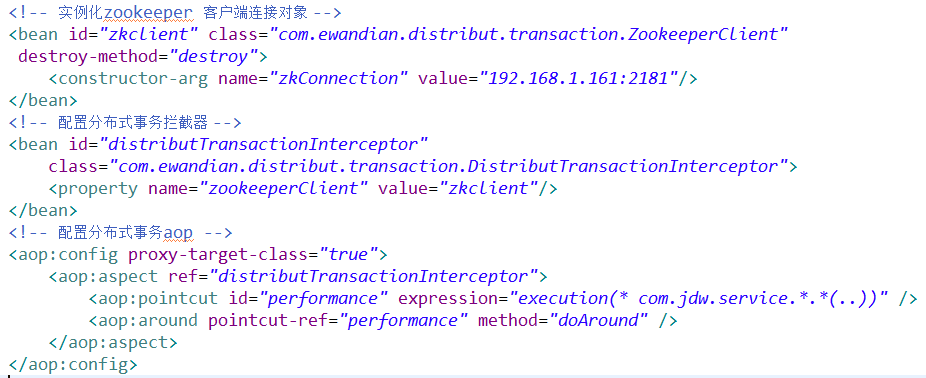 <!-- 实例化zookeeper 客户端连接对象 -->
<bean id="zkclient" class="com.ewandian.distribut.transaction.ZookeeperClient"
 destroy-method="destroy">
    <constructor-arg name="zkConnection" value="192.168.1.161:2181"/>
</bean>
<!-- 配置分布式事务拦截器 -->
<bean id="distributTransactionInterceptor"
    class="com.ewandian.distribut.transaction.DistributTransactionInterceptor">
    <property name="zookeeperClient" value="zkclient"/>
</bean>
<!-- 配置分布式事务aop -->
<aop:config proxy-target-class="true">
    <aop:aspect ref="distributTransactionInterceptor">
        <aop:pointcut id="performance" expression="execution(* com.jdw.service.*.*(..))" />
        <aop:around pointcut-ref="performance" method="doAround" />
    </aop:aspect>
</aop:config>